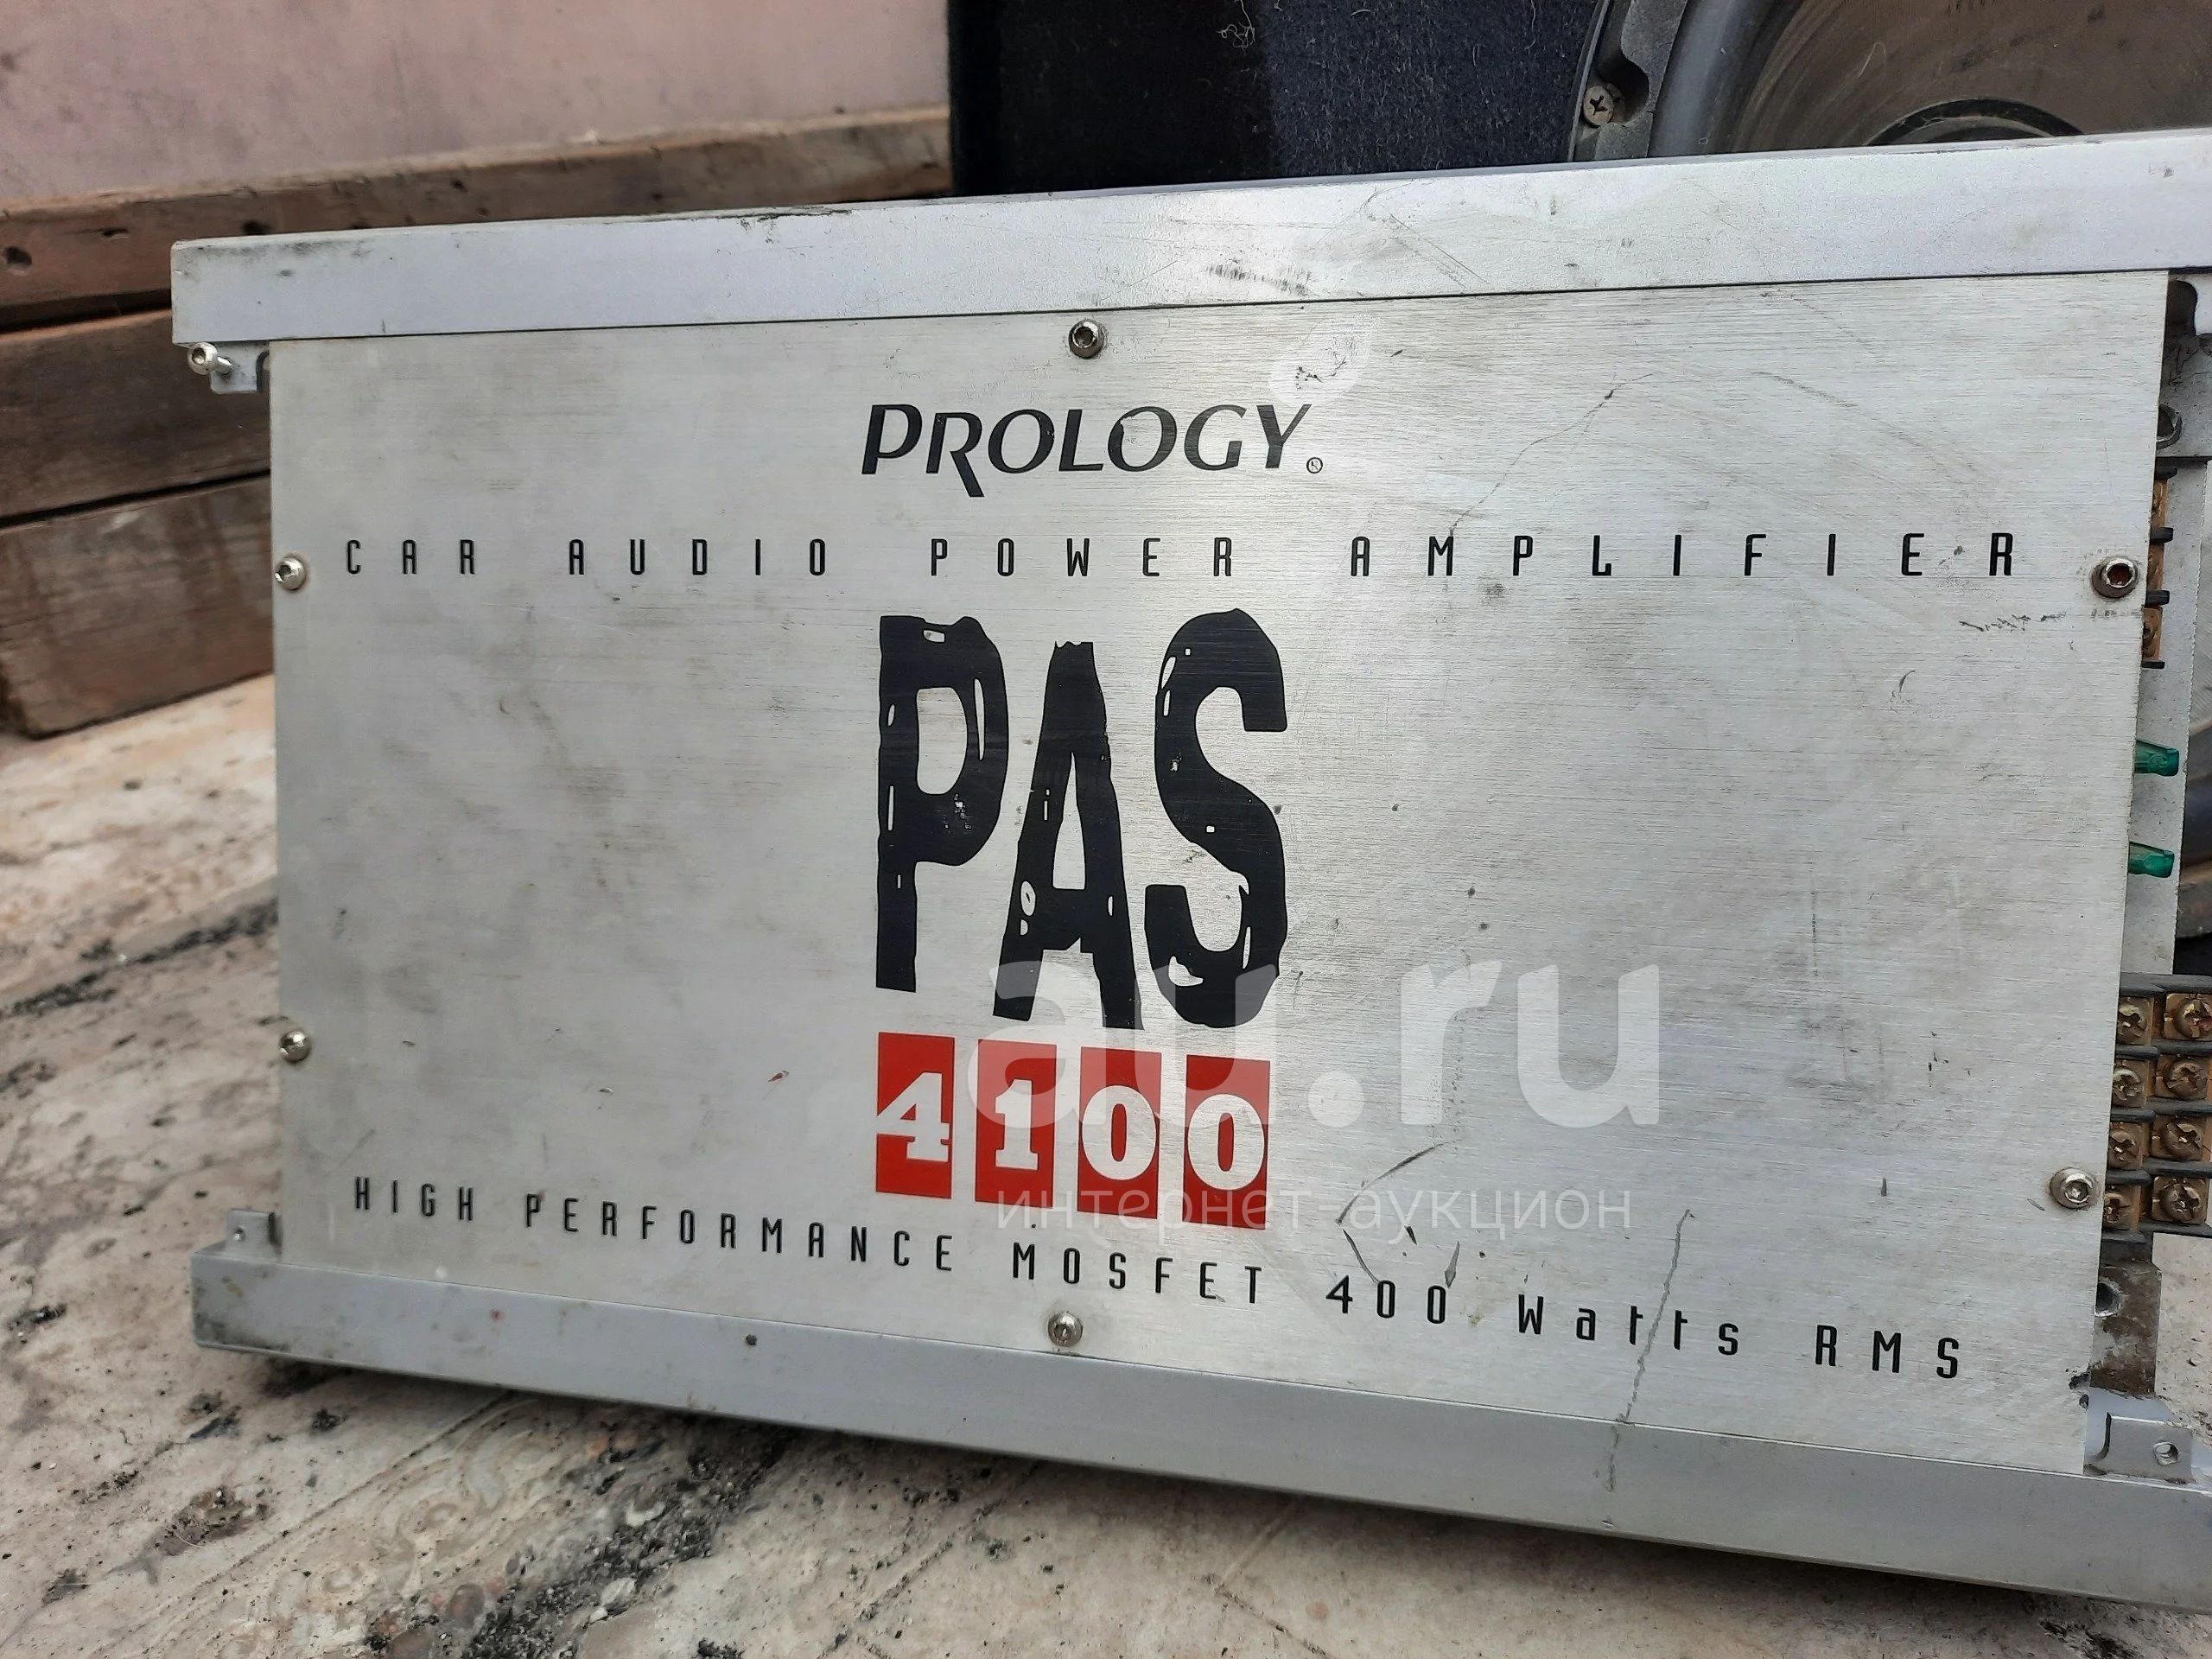 PROLOGY®
CAR AUDIO POWER AMPLIFIER
PAS
4100
au.ru
интернет-аукцион
HIGH PERFORMANCE MOSFET 400 Watts RMS